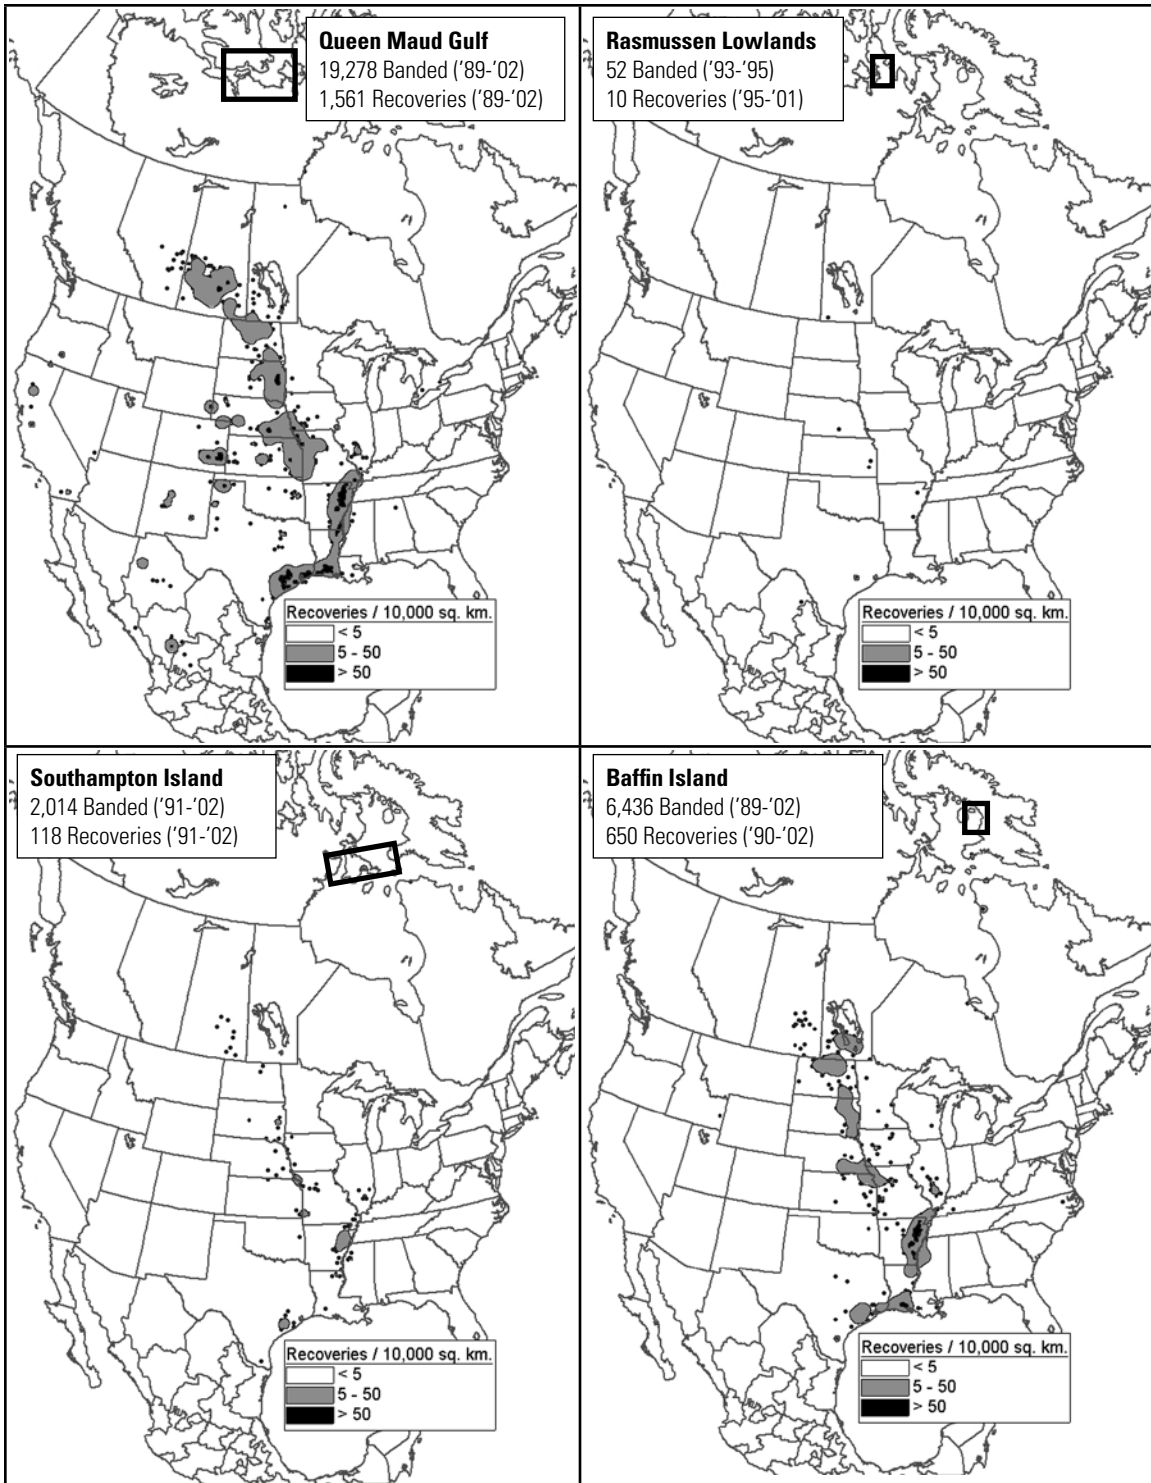 Queen Maud Gulf
19,278 Banded ('89-'02)
1,561 Recoveries ('89-'02)
Recoveries / 10,000 sq. km.
< 5
5 - 50
> 50
Rasmussen Lowlands
52 Banded ('93-'95)
10 Recoveries ('95-'01)
Recoveries / 10,000 sq. km.
< 5
5 - 50
> 50
Southampton Island
2,014 Banded ('91-'02)
118 Recoveries ('91-'02)
Recoveries / 10,000 sq. km.
< 5
5 - 50
> 50
Baffin Island
6,436 Banded ('89-'02)
650 Recoveries ('90-'02)
Recoveries / 10,000 sq. km.
< 5
5 - 50
> 50